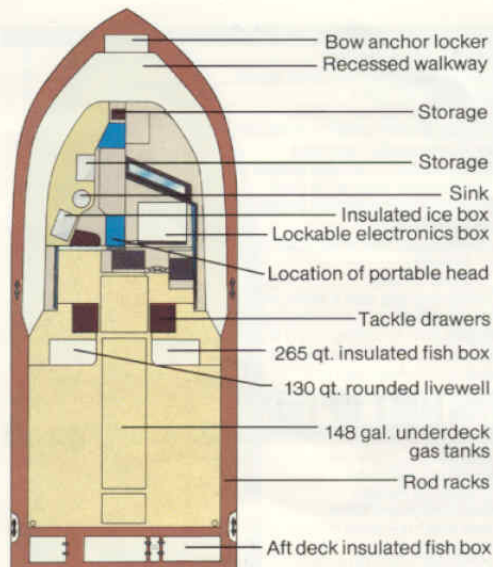 Bow anchor locker
Recessed walkway
Storage
Storage
Sink
Insulated ice box
Lockable electronics box
Location of portable head
Tackle drawers
265 qt. insulated fish box
130 qt. rounded livewell
148 gal. underdeck
gas tanks
Rod racks
Aft deck insulated fish box